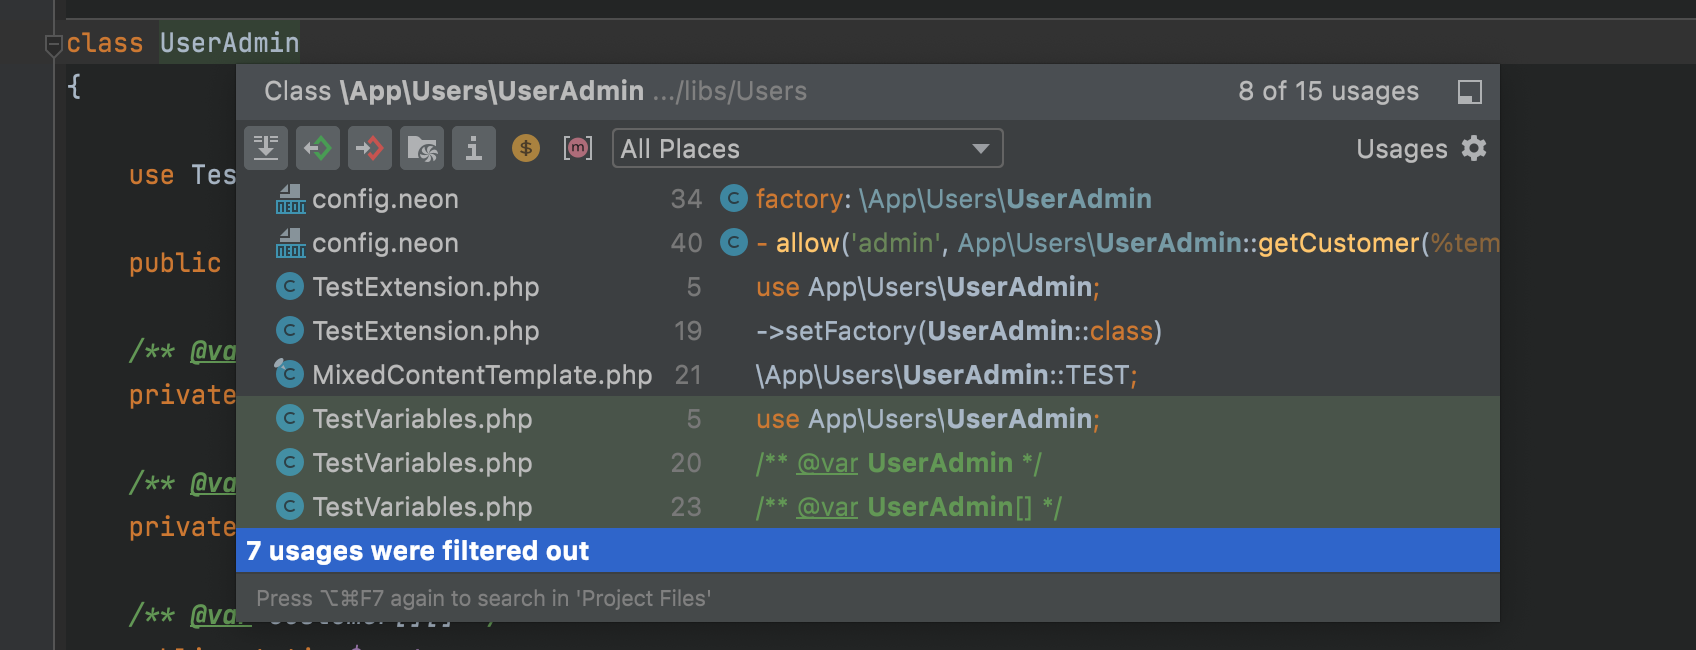 class UserAdmin
{
Class \App\Users\UserAdmin .../libs/Users 8 of 15 usages
$ [m] All Places Usages
use Tes
config.neon 34 factory: \App\Users\UserAdmin
config.neon 40 - allow('admin', App\Users\UserAdmin::getCustomer(%tem
public
TestExtension.php 5 use App\Users\UserAdmin;
TestExtension.php 19 ->setFactory(UserAdmin::class)
/** @va
MixedContentTemplate.php 21 \App\Users\UserAdmin::TEST;
private
TestVariables.php 5 use App\Users\UserAdmin;
TestVariables.php 20 /** @var UserAdmin */
/** @va
TestVariables.php 23 /** @var UserAdmin[] */
private
7 usages were filtered out
Press ⌥⌘F7 again to search in 'Project Files'
/** @var